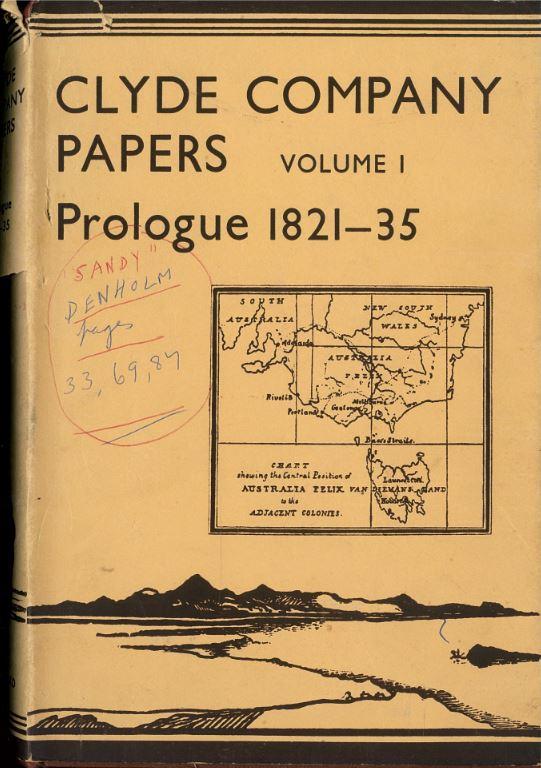 CLYDE COMPANY
PAPERS VOLUME I
Prologue 1821–35
"SANDY"
DENHOLM
pages
33, 69, 87
SOUTH
AUSTRALIA
NEW SOUTH
WALES
Sydney
Adelaide
AUSTRALIA
FELIX
Rivoli B
Portland
Geelong
Melbourne
Bass's Straits.
CHART
shewing the Central Position of
AUSTRALIA FELIX
to the
ADJACENT COLONIES.
VAN DIEMANS LAND
Launceston